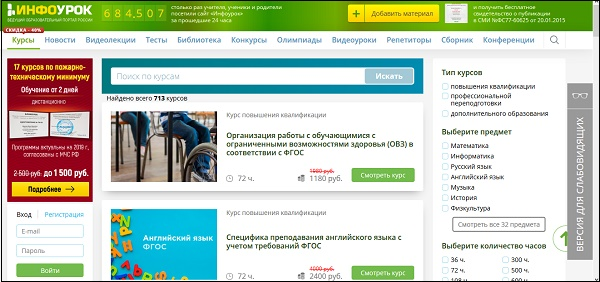 ИНФОУРОК
ВЕДУЩИЙ ОБРАЗОВАТЕЛЬНЫЙ ПОРТАЛ РОССИИ
684,507
столько раз учителя, ученики и родители
посетили сайт «Инфоурок»
за прошедшие 24 часа
+ Добавить материал
и получить бесплатное
свидетельство о публикации
в СМИ №ФС77-60625 от 20.01.2015
СКИДКА - 40%
Курсы Новости Видеолекции Тесты Библиотека Конкурсы Олимпиады Видеоуроки Репетиторы Сборник Конференции
17 курсов по пожарно-
техническому минимуму
Обучение от 2 дней
дистанционно
Программы актуальны на 2019 г.,
согласованы с МЧС РФ
2 500 руб. до 1 500 руб.
Подробнее
Вход Регистрация
E-mail
Пароль
Войти
Поиск по курсам
Искать
Найдено всего 713 курсов
Курс повышения квалификации
Организация работы с обучающимися с
ограниченными возможностями здоровья (ОВЗ) в
соответствии с ФГОС
72 ч.
1980 руб.
1180 руб.
Смотреть курс
Английский язык
ФГОС
Курс повышения квалификации
Специфика преподавания английского языка с
учетом требований ФГОС
72 ч.
4000 руб.
2400 руб.
Смотреть курс
Тип курсов
повышения квалификации
профессиональной
переподготовки
дополнительного образования
Выберите предмет
Математика
Информатика
Русский язык
Английский язык
Музыка
История
Физкультура
Смотреть все 32 предмета
Выберите количество часов
36 ч. 300 ч.
72 ч. 500 ч.
108 ч. 600 ч.
ВЕРСИЯ ДЛЯ СЛАБОВИДЯЩИХ